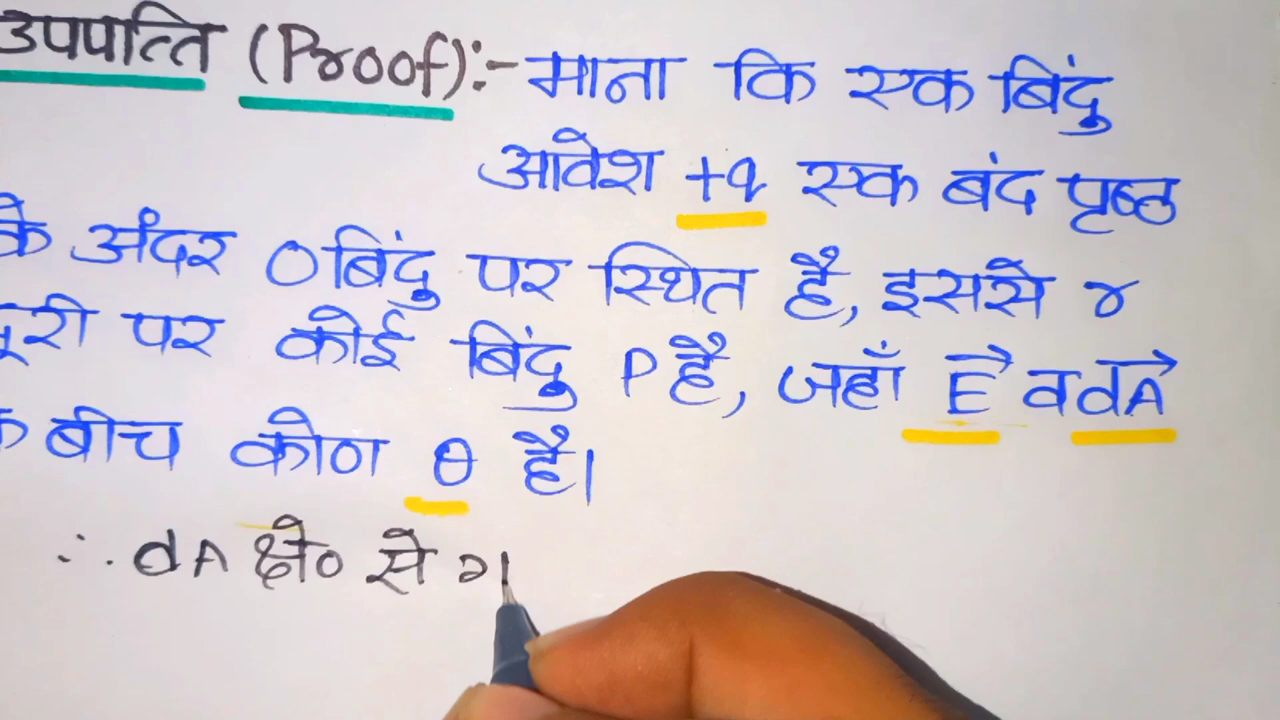 उपपत्ति (Proof):- माना कि एक बिंदु
आवेश +q एक बंद पृष्ठ
के अंदर O बिंदु पर स्थित है, इससे r
दूरी पर कोई बिंदु P है, जहाँ E⃗ व dA⃗
के बीच कोण θ है।
∴ dA क्षे० से